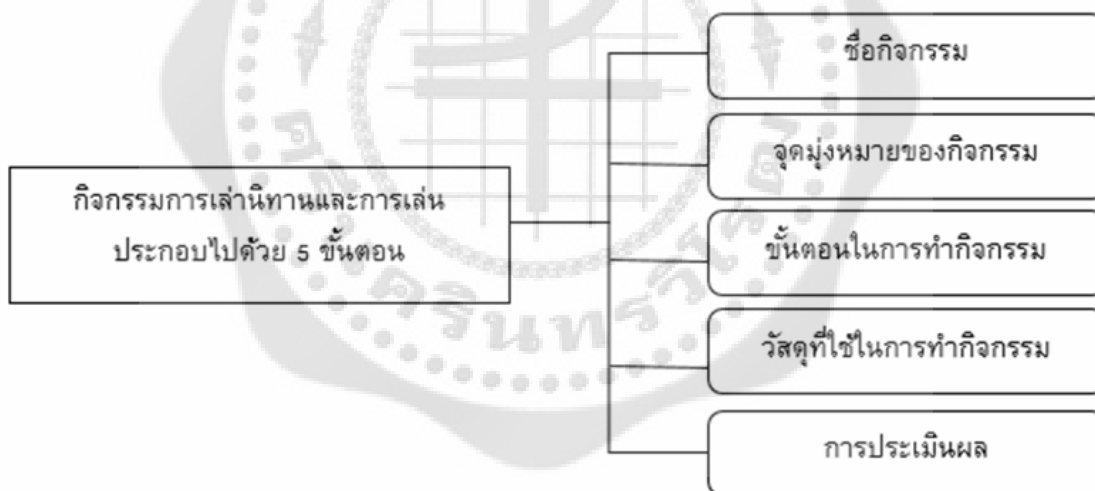 กิจกรรมการเล่านิทานและการเล่น
ประกอบไปด้วย 5 ขั้นตอน
ชื่อกิจกรรม
จุดมุ่งหมายของกิจกรรม
ขั้นตอนในการทำกิจกรรม
วัสดุที่ใช้ในการทำกิจกรรม
การประเมินผล